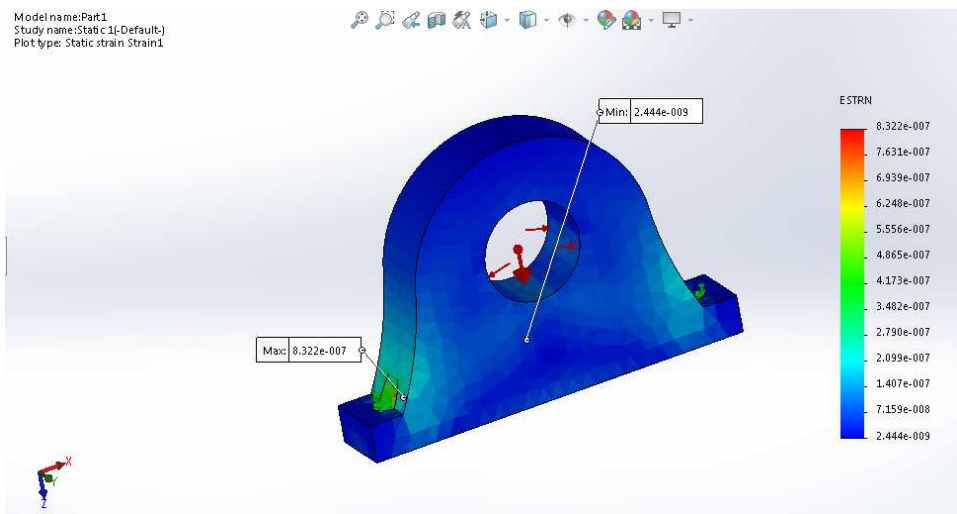 Model name:Part1
Study name:Static 1(-Default-)
Plot type: Static strain Strain1
Min: 2.444e-009
ESTRN
8.322e-007
7.631e-007
6.939e-007
6.248e-007
5.556e-007
4.865e-007
4.173e-007
3.482e-007
2.790e-007
2.099e-007
1.407e-007
7.159e-008
2.444e-009
Max: 8.322e-007
X
Y
Z